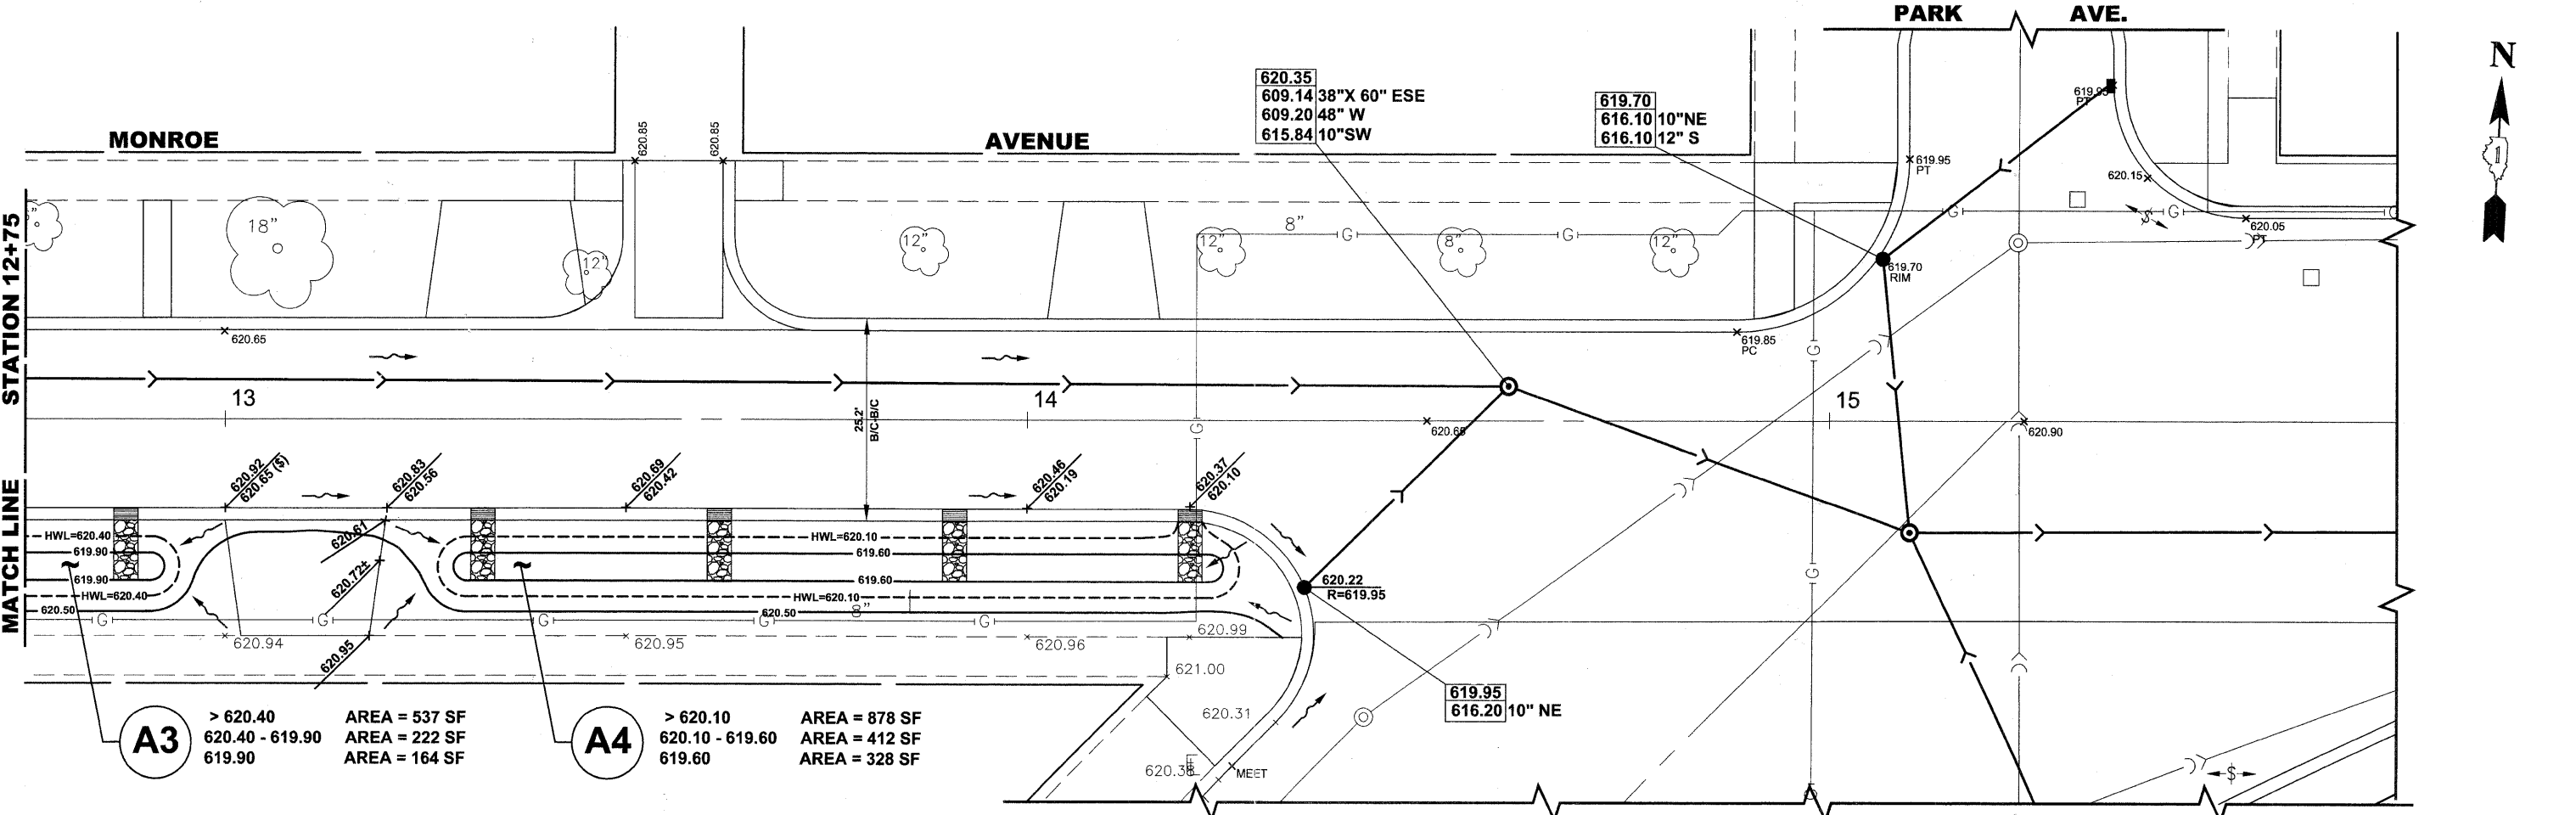 PARK AVE.
N
1
620.35
609.14 38"X 60" ESE
609.20 48" W
615.84 10"SW
619.70
616.10 10"NE
616.10 12" S
619.95
PT
MONROE AVENUE
620.85
620.85
619.95
PT
620.15
620.05
PT
18"
12"
12"
12"
8"
12"
8"
G
G
G
G
$
619.70
RIM
620.65
619.85
PC
STATION 12+75
MATCH LINE
13
14
15
25.2'
B/C-B/C
G
G
G
620.65
620.90
620.92
620.65 ($)
620.83
620.56
620.69
620.42
620.46
620.19
620.37
620.10
620.61
620.72±
620.95
HWL=620.40
619.90
619.90
HWL=620.40
620.50
HWL=620.10
619.60
619.60
HWL=620.10
620.50
8"
G
G
G
G
G
620.22
R=619.95
620.94
620.95
620.96
620.99
621.00
620.31
MEET
619.95
616.20 10" NE
A3
> 620.40 AREA = 537 SF
620.40 - 619.90 AREA = 222 SF
619.90 AREA = 164 SF
A4
> 620.10 AREA = 878 SF
620.10 - 619.60 AREA = 412 SF
619.60 AREA = 328 SF
$